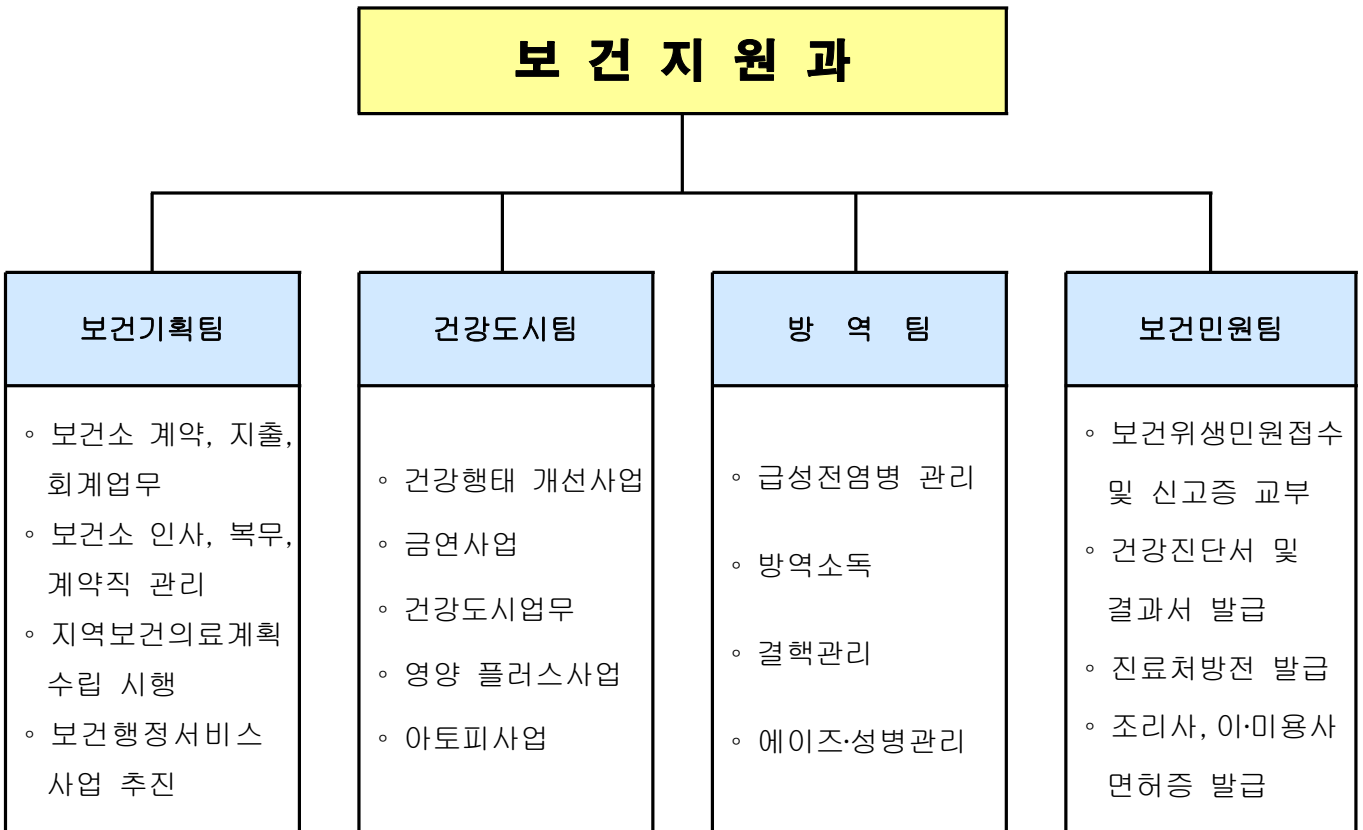 보 건 지 원 과
보건기획팀
◦ 보건소 계약, 지출,
회계업무
◦ 보건소 인사, 복무,
계약직 관리
◦ 지역보건의료계획
수립 시행
◦ 보건행정서비스
사업 추진
건강도시팀
◦ 건강행태 개선사업
◦ 금연사업
◦ 건강도시업무
◦ 영양 플러스사업
◦ 아토피사업
방 역 팀
◦ 급성전염병 관리
◦ 방역소독
◦ 결핵관리
◦ 에이즈·성병관리
보건민원팀
◦ 보건위생민원접수
및 신고증 교부
◦ 건강진단서 및
결과서 발급
◦ 진료처방전 발급
◦ 조리사, 이·미용사
면허증 발급